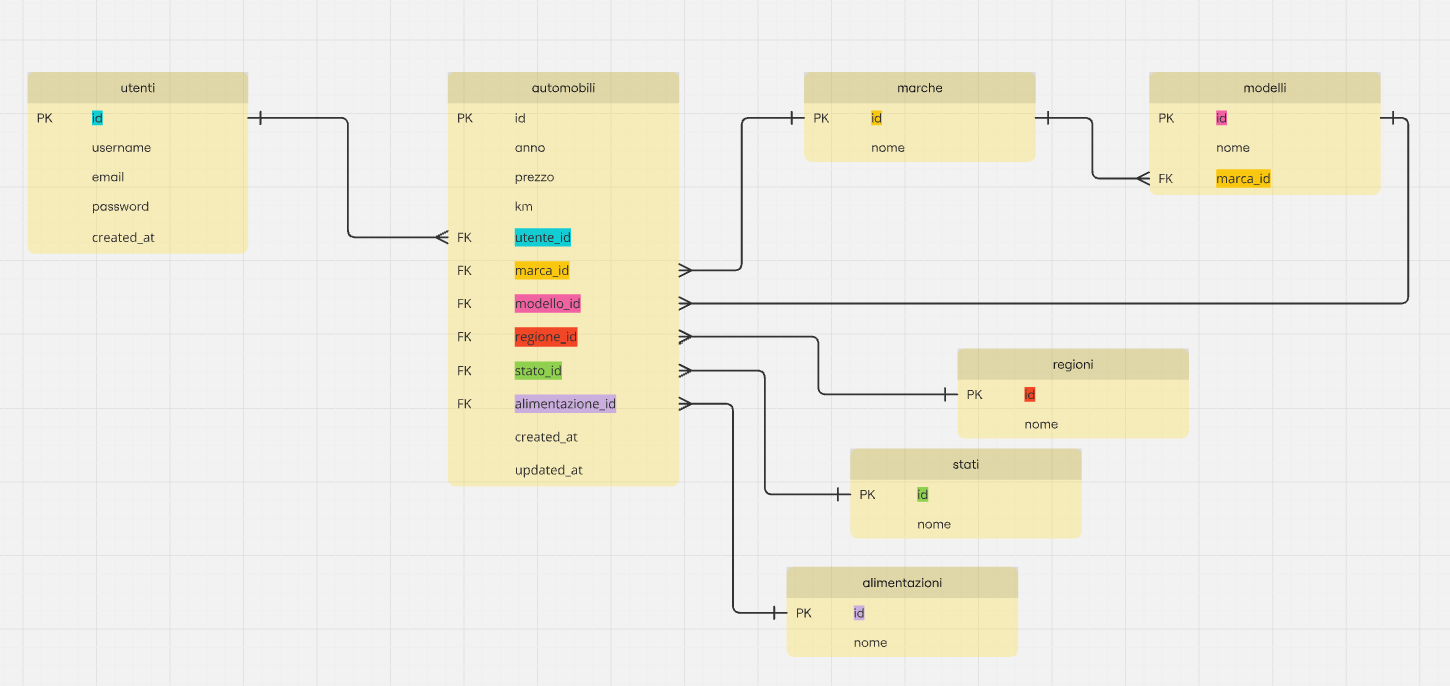 utenti
PK id
username
email
password
created_at
automobili
PK id
anno
prezzo
km
FK utente_id
FK marca_id
FK modello_id
FK regione_id
FK stato_id
FK alimentazione_id
created_at
updated_at
marche
PK id
nome
modelli
PK id
nome
FK marca_id
regioni
PK id
nome
stati
PK id
nome
alimentazioni
PK id
nome